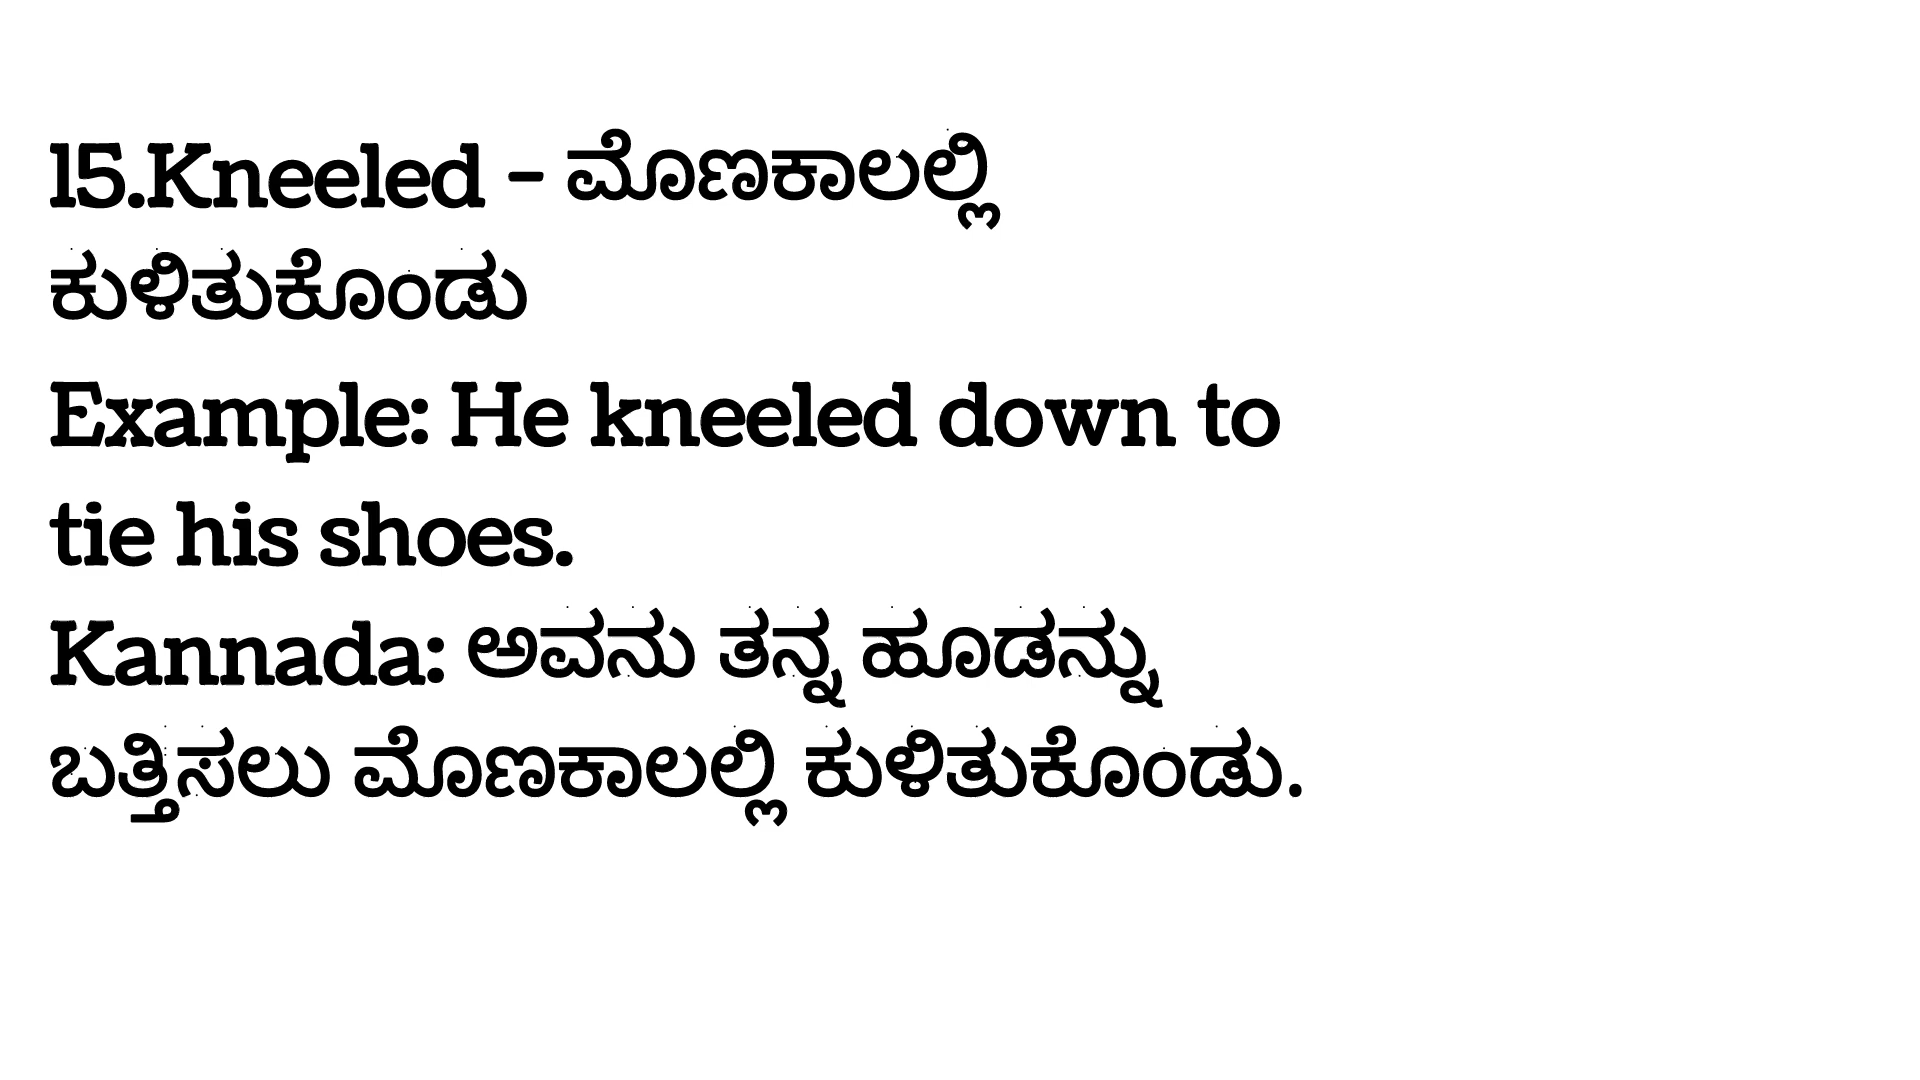 15.Kneeled - ಮೊಣಕಾಲಲ್ಲಿ
ಕುಳಿತುಕೊಂಡು
Example: He kneeled down to
tie his shoes.
Kannada: ಅವನು ತನ್ನ ಹೂಡನ್ನು
ಬತ್ತಿಸಲು ಮೊಣಕಾಲಲ್ಲಿ ಕುಳಿತುಕೊಂಡು.